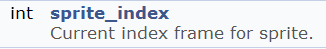 int sprite_index
Current index frame for sprite.